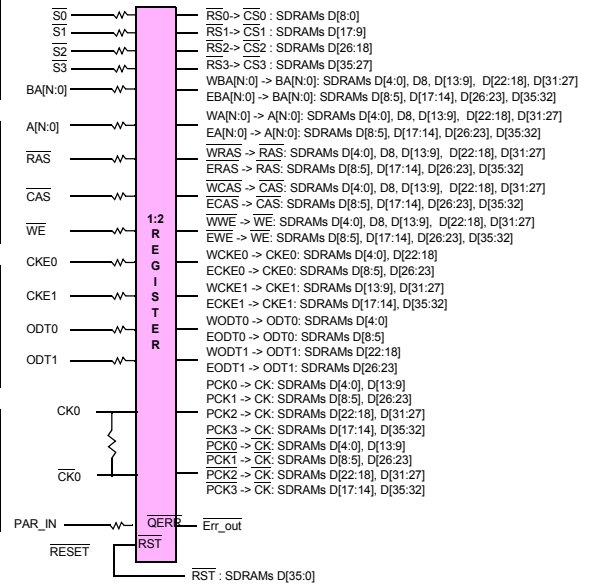 S0
S1
S2
S3
BA[N:0]
A[N:0]
RAS
CAS
WE
CKE0
CKE1
ODT0
ODT1
CK0
CK0
PAR_IN
RESET
1:2
R
E
G
I
S
T
E
R
QERR
RST
RS0-> CS0 : SDRAMs D[8:0]
RS1-> CS1 : SDRAMs D[17:9]
RS2-> CS2 : SDRAMs D[26:18]
RS3-> CS3 : SDRAMs D[35:27]
WBA[N:0] -> BA[N:0]: SDRAMs D[4:0], D8, D[13:9], D[22:18], D[31:27]
EBA[N:0] -> BA[N:0]: SDRAMs D[8:5], D[17:14], D[26:23], D[35:32]
WA[N:0] -> A[N:0]: SDRAMs D[4:0], D8, D[13:9], D[22:18], D[31:27]
EA[N:0] -> A[N:0]: SDRAMs D[8:5], D[17:14], D[26:23], D[35:32]
WRAS -> RAS: SDRAMs D[4:0], D8, D[13:9], D[22:18], D[31:27]
ERAS -> RAS: SDRAMs D[8:5], D[17:14], D[26:23], D[35:32]
WCAS -> CAS: SDRAMs D[4:0], D8, D[13:9], D[22:18], D[31:27]
ECAS -> CAS: SDRAMs D[8:5], D[17:14], D[26:23], D[35:32]
WWE -> WE: SDRAMs D[4:0], D8, D[13:9], D[22:18], D[31:27]
EWE -> WE: SDRAMs D[8:5], D[17:14], D[26:23], D[35:32]
WCKE0 -> CKE0: SDRAMs D[4:0], D[22:18]
ECKE0 -> CKE0: SDRAMs D[8:5], D[26:23]
WCKE1 -> CKE1: SDRAMs D[13:9], D[31:27]
ECKE1 -> CKE1: SDRAMs D[17:14], D[35:32]
WODT0 -> ODT0: SDRAMs D[4:0]
EODT0 -> ODT0: SDRAMs D[8:5]
WODT1 -> ODT1: SDRAMs D[22:18]
EODT1 -> ODT1: SDRAMs D[26:23]
PCK0 -> CK: SDRAMs D[4:0], D[13:9]
PCK1 -> CK: SDRAMs D[8:5], D[26:23]
PCK2 -> CK: SDRAMs D[22:18], D[31:27]
PCK3 -> CK: SDRAMs D[17:14], D[35:32]
PCK0 -> CK: SDRAMs D[4:0], D[13:9]
PCK1 -> CK: SDRAMs D[8:5], D[26:23]
PCK2 -> CK: SDRAMs D[22:18], D[31:27]
PCK3 -> CK: SDRAMs D[17:14], D[35:32]
Err_out
RST : SDRAMs D[35:0]